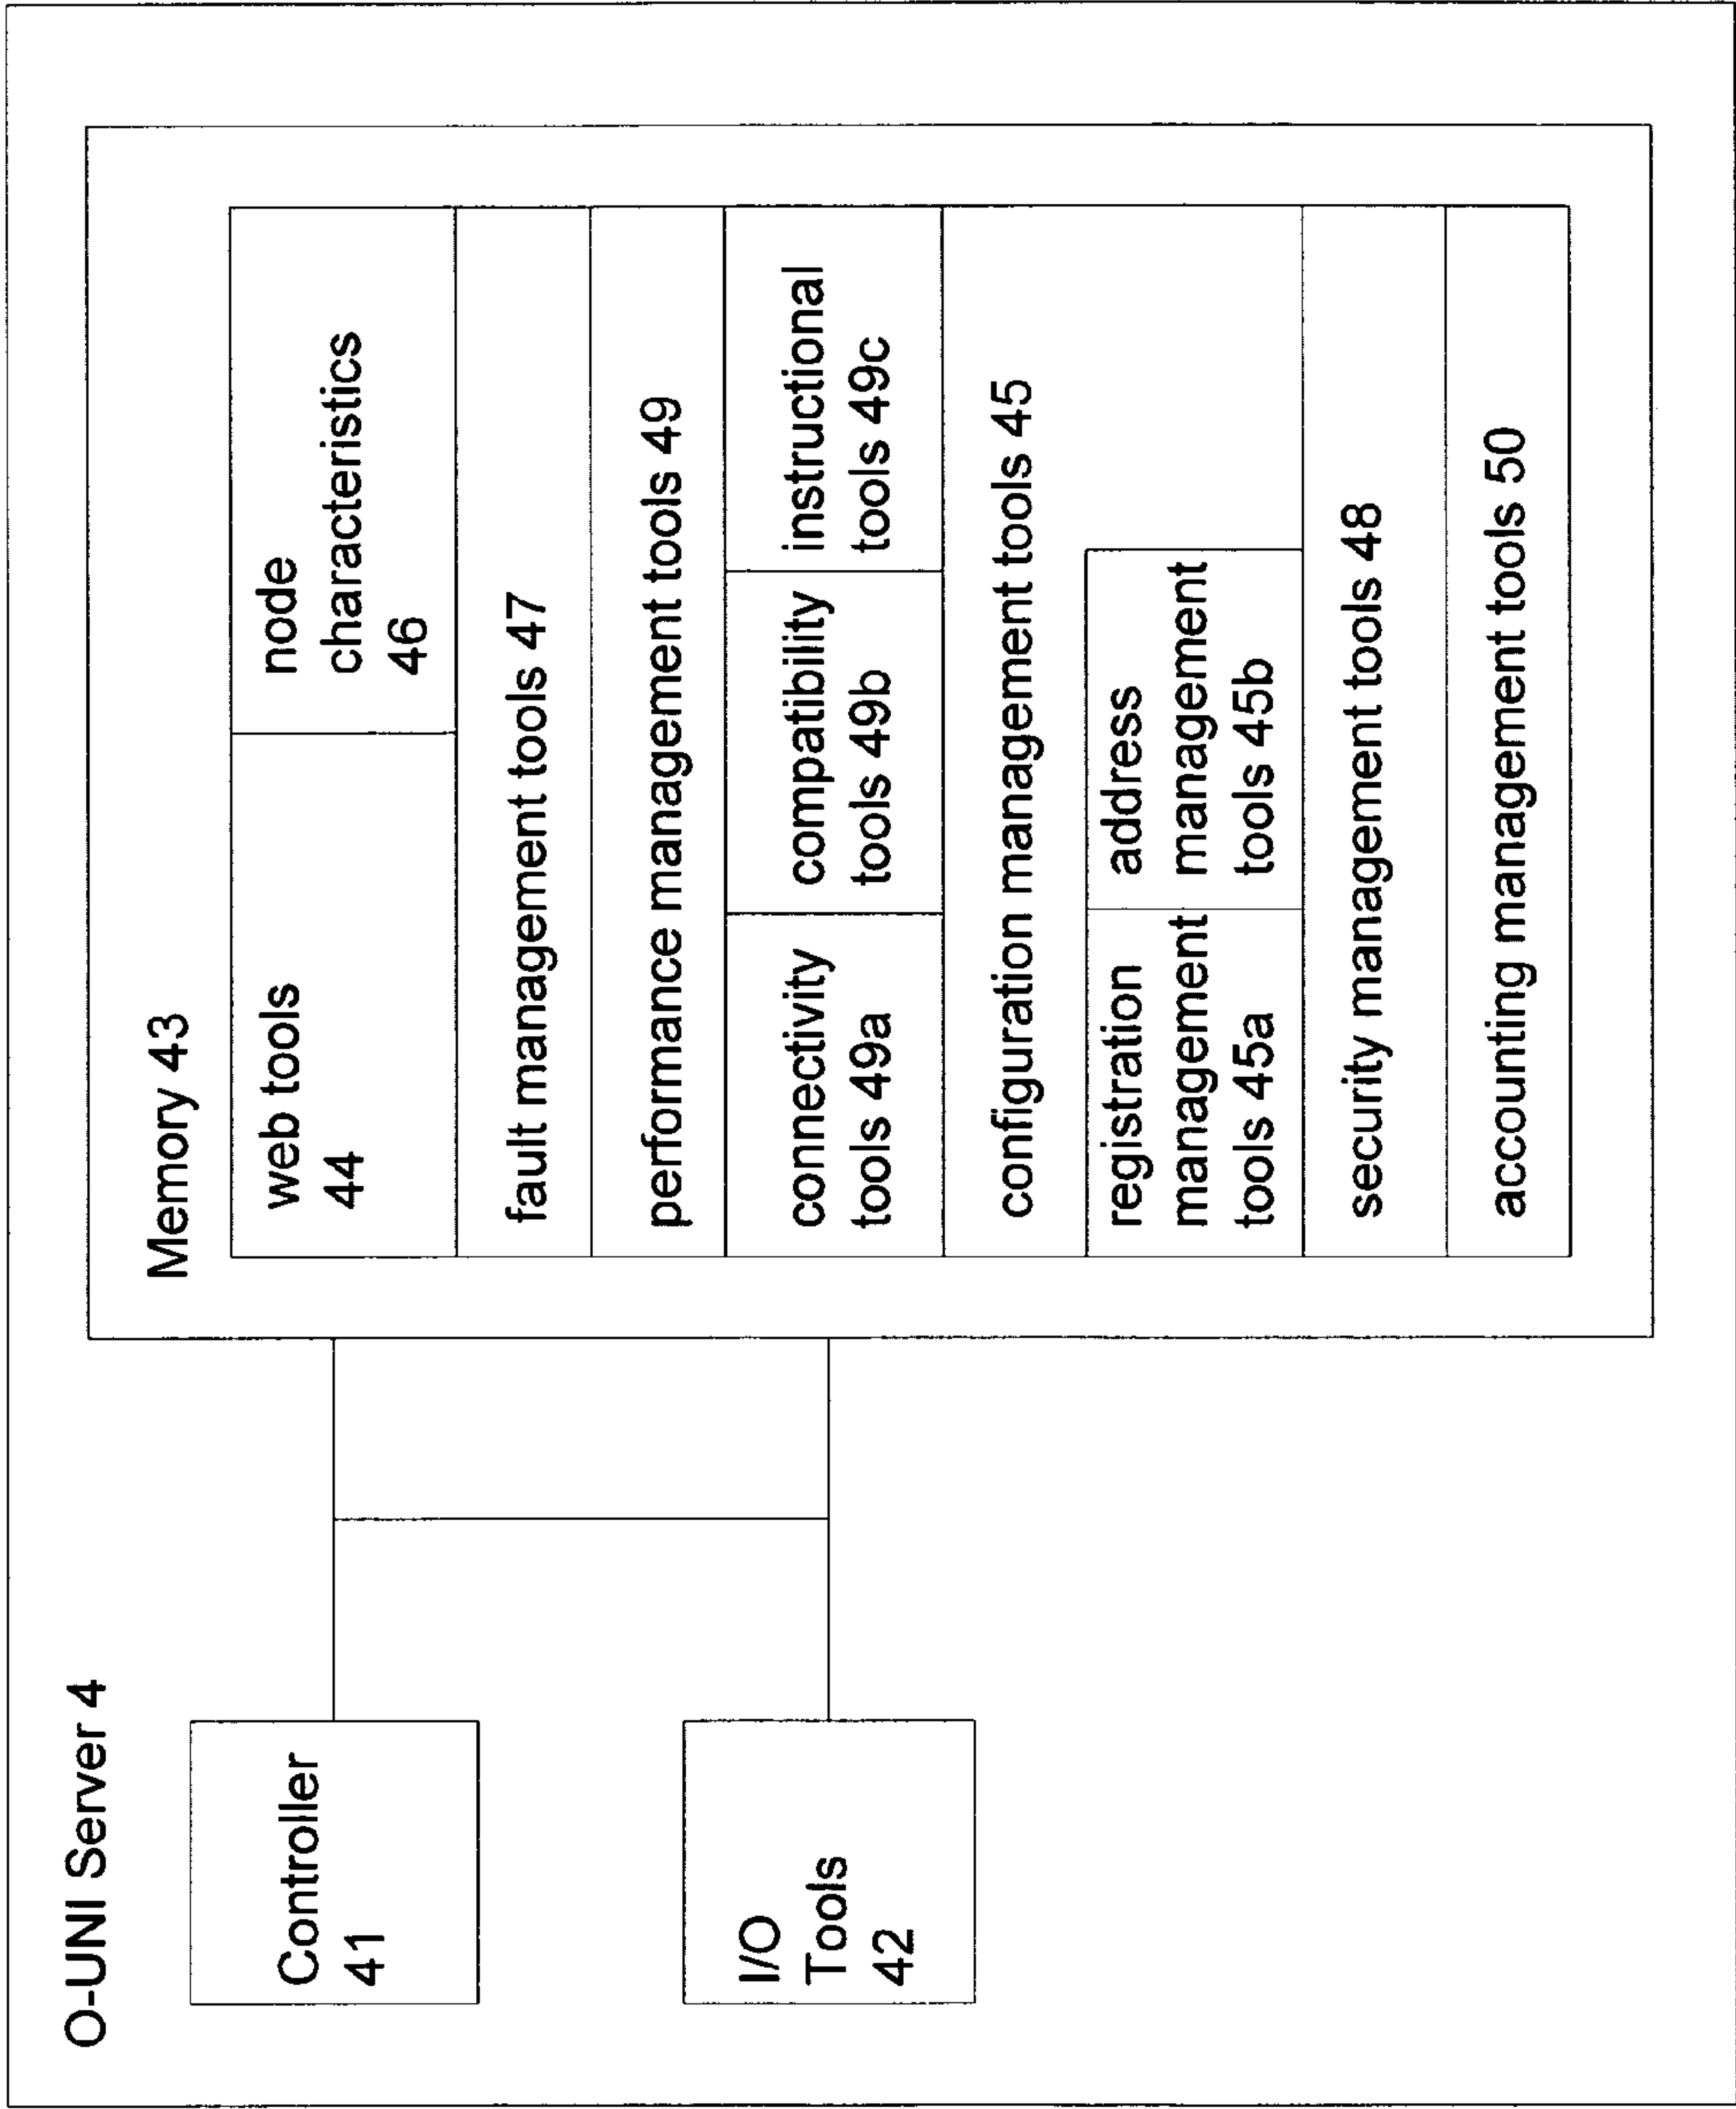 O-UNI Server 4
Controller
41
I/O
Tools
42
Memory 43
web tools
44
node
characteristics
46
fault management tools 47
performance management tools 49
connectivity
tools 49a
compatibility
tools 49b
instructional
tools 49c
configuration management tools 45
registration
management
tools 45a
address
management
tools 45b
security management tools 48
accounting management tools 50